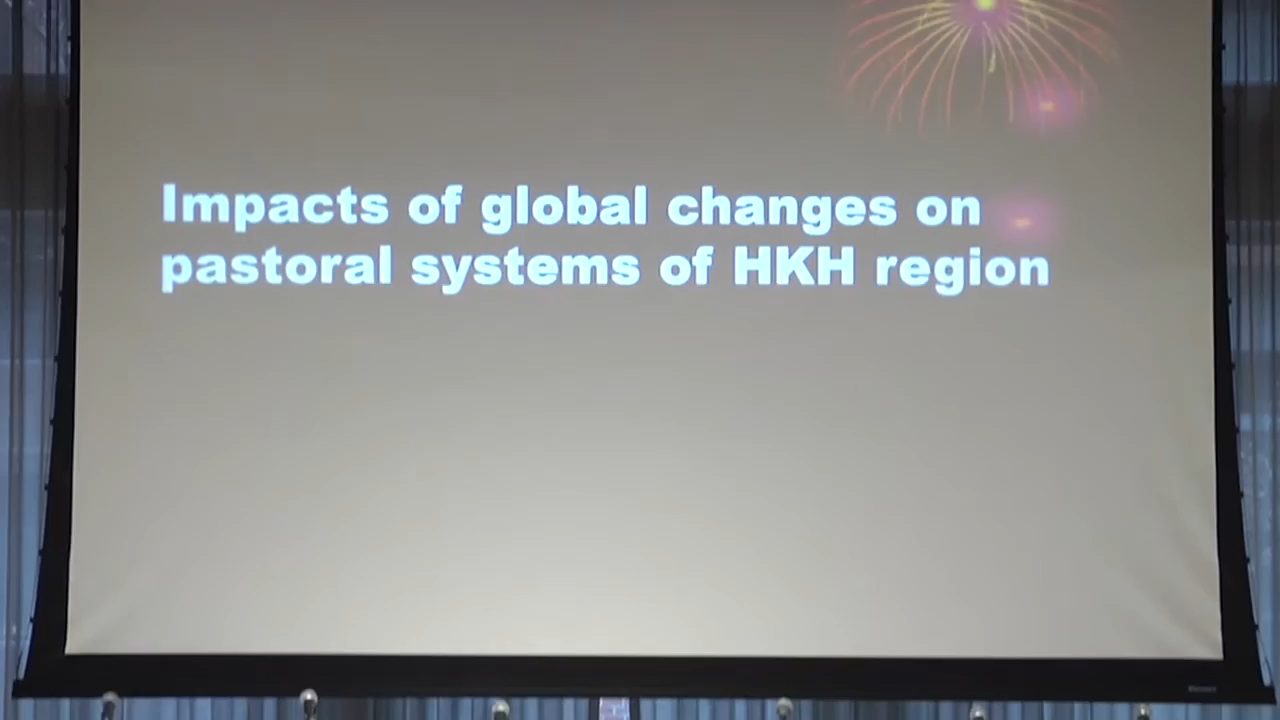 Impacts of global changes on
pastoral systems of HKH region